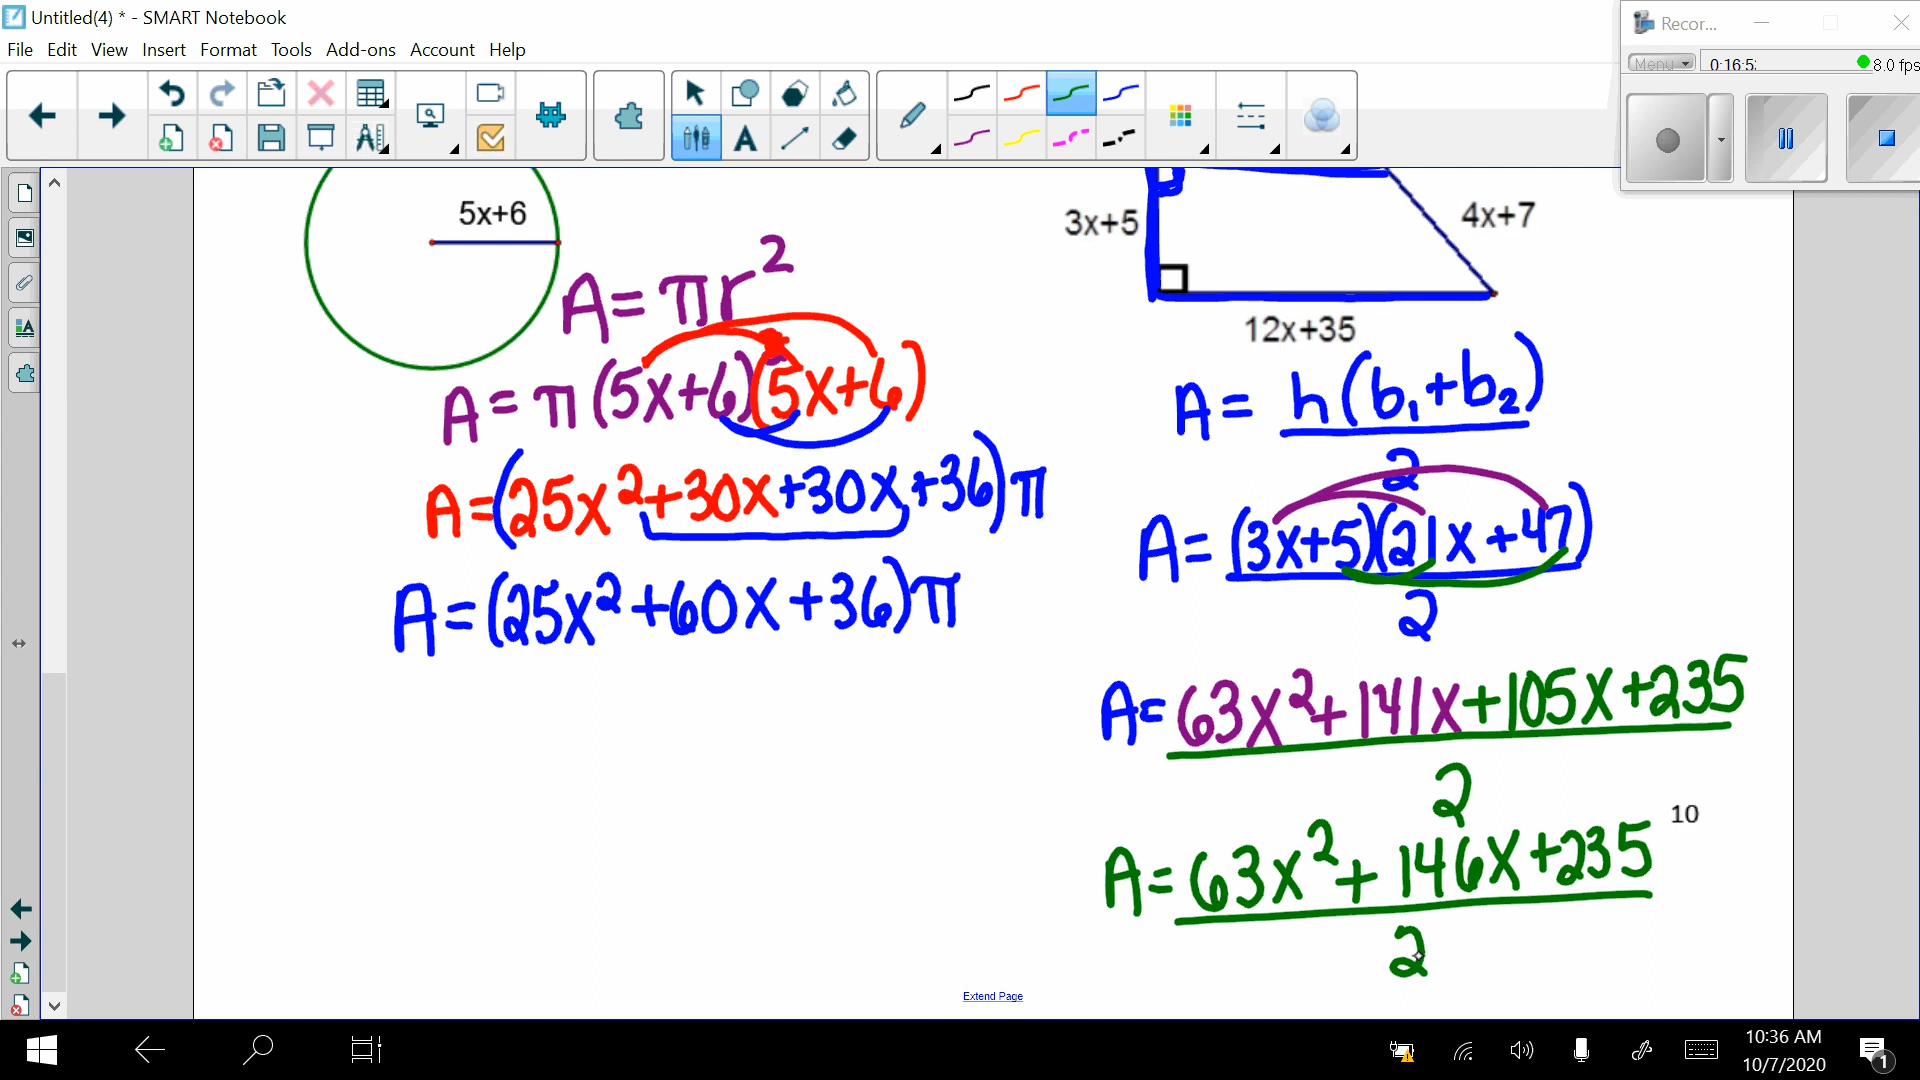 Untitled(4) * - SMART Notebook
File Edit View Insert Format Tools Add-ons Account Help
Recor...
Menu
0:16:5
8.0 fps
5x+6
A = πr²
A = π(5x+6)(5x+6)
A=(25x²+30x+30x+36)π
A=(25x²+60x+36)π
3x+5
4x+7
12x+35
A = h(b₁+b₂)
2
A= (3x+5)(21x+47)
2
A= 63x²+141x+105x+235
2
10
A= 63x²+146x+235
2
Extend Page
10:36 AM
10/7/2020
1